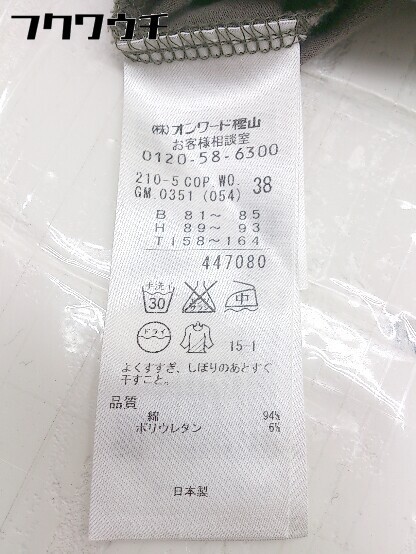 フクワウチ
㈱オンワード樫山
お客様相談室
0120-58-6300
210-5 COP.WO. 38
GM.0351 (054)
B 81～ 85
H 89～ 93
T158～164
447080
手洗イ
30
中
ドライ
15-1
よくすすぎ、しぼりのあとすぐ
干すこと。
品質
綿 94%
ポリウレタン 6%
日本製